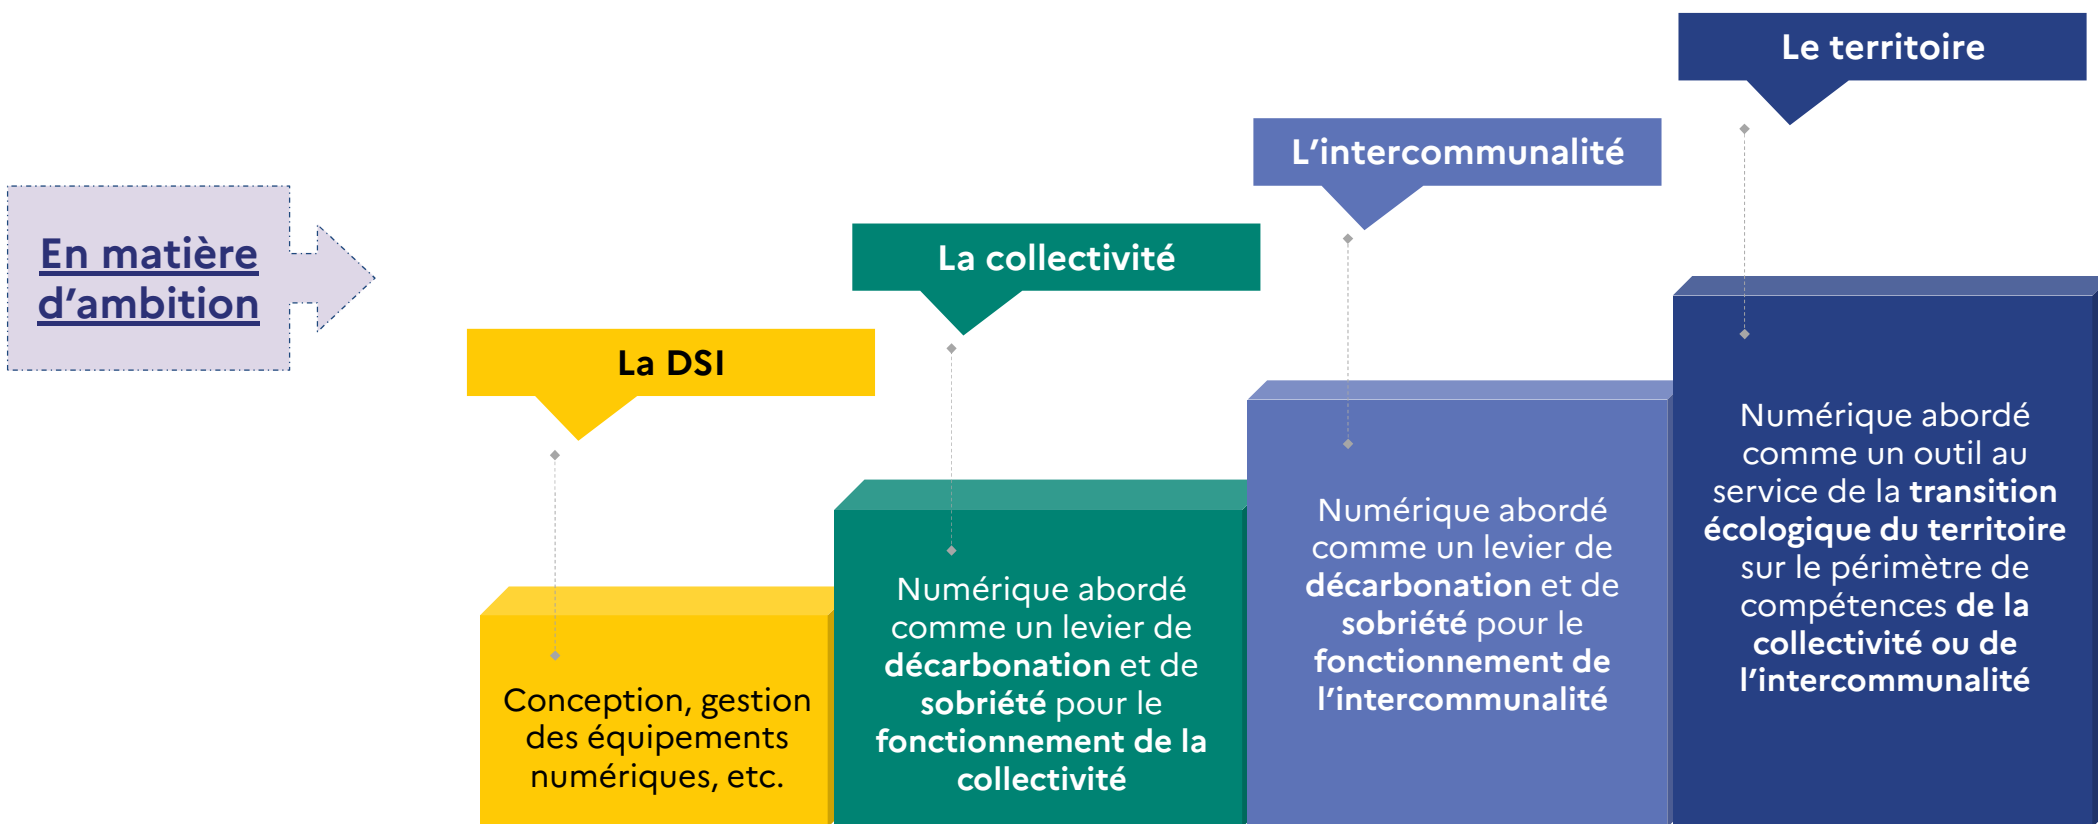 En matière
d’ambition
La DSI
Conception, gestion
des équipements
numériques, etc.
La collectivité
Numérique abordé
comme un levier de
décarbonation et de
sobriété pour le
fonctionnement de la
collectivité
L’intercommunalité
Numérique abordé
comme un levier de
décarbonation et de
sobriété pour le
fonctionnement de
l’intercommunalité
Le territoire
Numérique abordé
comme un outil au
service de la transition
écologique du territoire
sur le périmètre de
compétences de la
collectivité ou de
l’intercommunalité